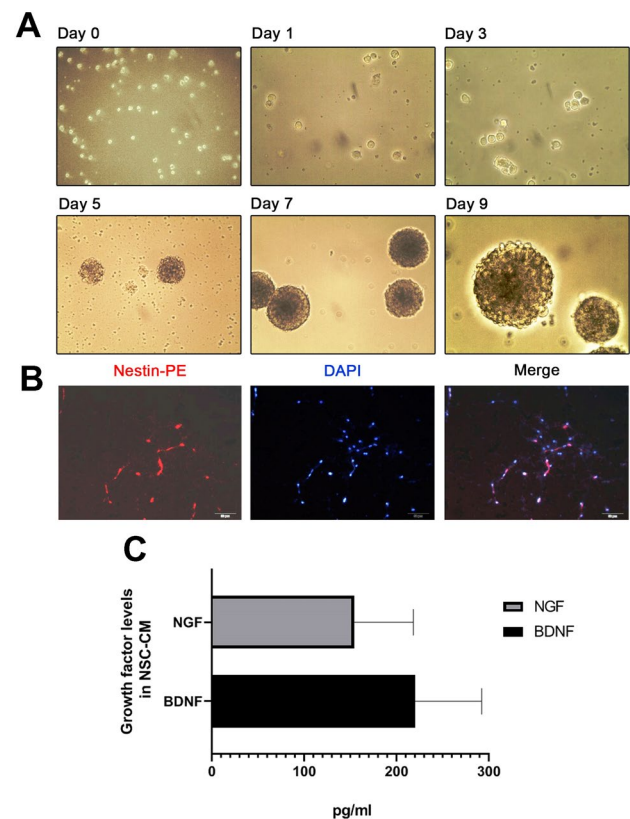 A
Day 0
Day 1
Day 3
Day 5
Day 7
Day 9
B
Nestin-PE
DAPI
Merge
C
Growth factor levels
in NSC-CM
NGF
BDNF
0
100
200
300
pg/ml
NGF
BDNF